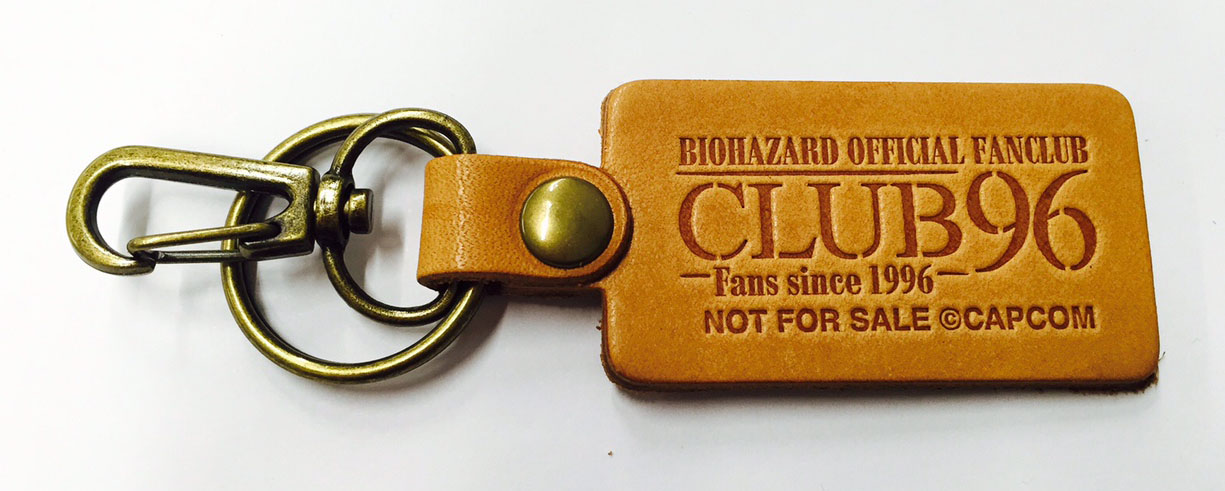 BIOHAZARD OFFICIAL FANCLUB
CLUB96
Fans since 1996
NOT FOR SALE ©CAPCOM